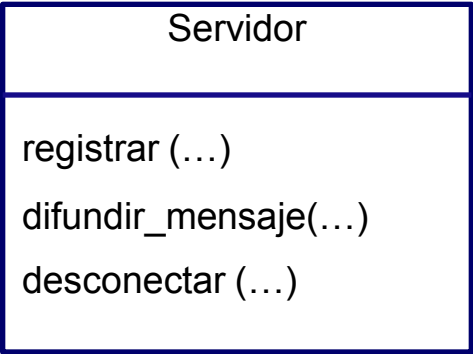 Servidor
registrar (…)
difundir_mensaje(…)
desconectar (…)